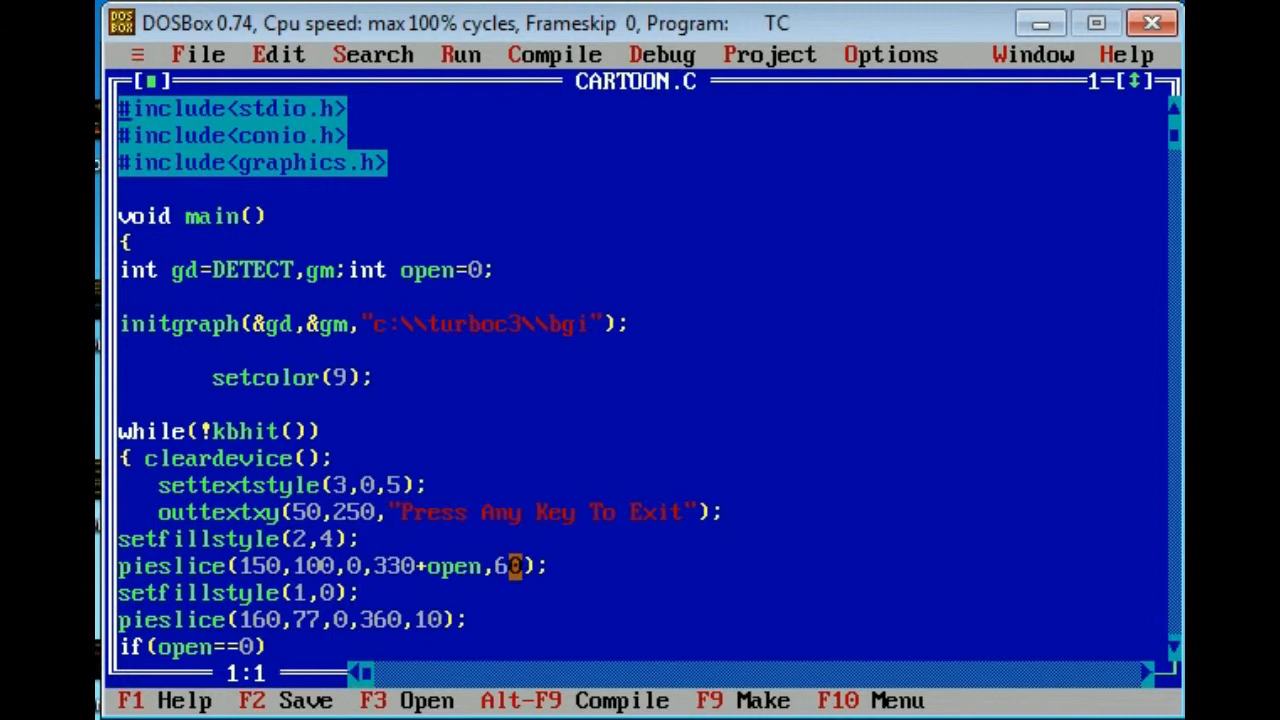 DOSBox 0.74, Cpu speed: max 100% cycles, Frameskip 0, Program: TC
≡ File Edit Search Run Compile Debug Project Options Window Help
[■] CARTOON.C 1=[↕]
#include<stdio.h>
#include<conio.h>
#include<graphics.h>
void main()
{
int gd=DETECT,gm;int open=0;
initgraph(&gd,&gm,"c:\\turboc3\\bgi");
setcolor(9);
while(!kbhit())
{ cleardevice();
settextstyle(3,0,5);
outtextxy(50,250,"Press Any Key To Exit");
setfillstyle(2,4);
pieslice(150,100,0,330+open,60);
setfillstyle(1,0);
pieslice(160,77,0,360,10);
if(open==0)
1:1
F1 Help F2 Save F3 Open Alt-F9 Compile F9 Make F10 Menu